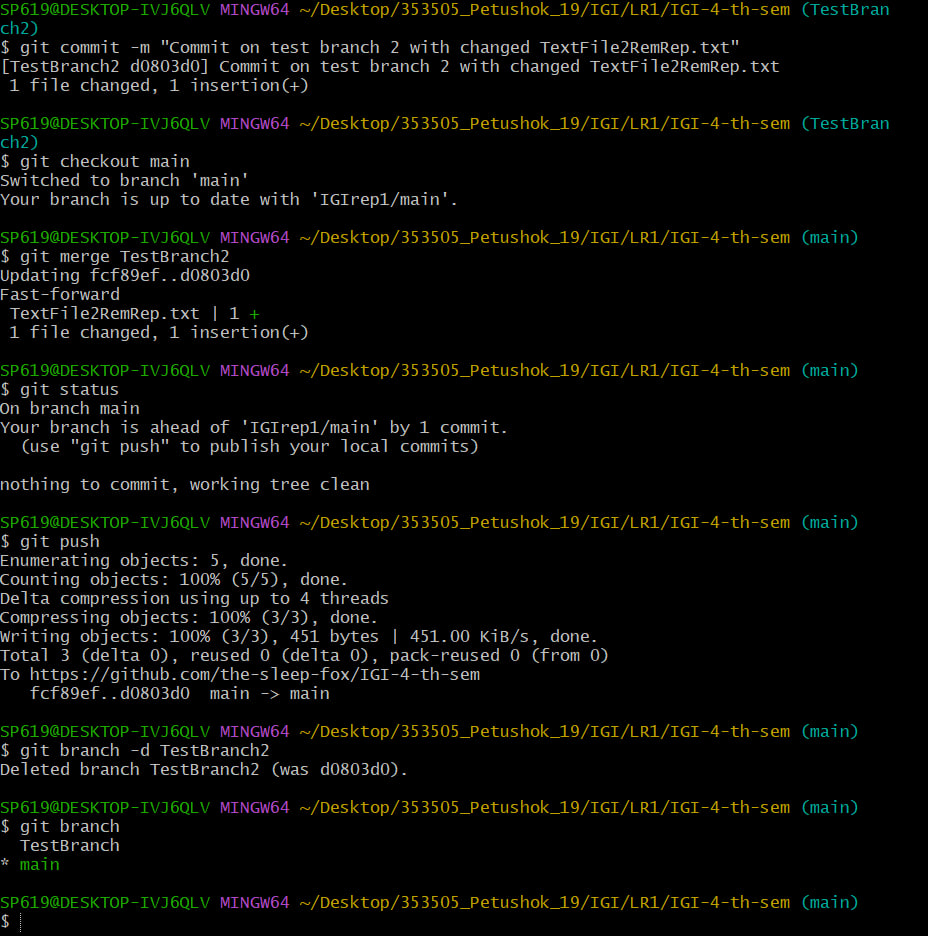 SP619@DESKTOP-IVJ6QLV MINGW64 ~/Desktop/353505_Petushok_19/IGI/LR1/IGI-4-th-sem (TestBran
ch2)
$ git commit -m "Commit on test branch 2 with changed TextFile2RemRep.txt"
[TestBranch2 d0803d0] Commit on test branch 2 with changed TextFile2RemRep.txt
 1 file changed, 1 insertion(+)

SP619@DESKTOP-IVJ6QLV MINGW64 ~/Desktop/353505_Petushok_19/IGI/LR1/IGI-4-th-sem (TestBran
ch2)
$ git checkout main
Switched to branch 'main'
Your branch is up to date with 'IGIrep1/main'.

SP619@DESKTOP-IVJ6QLV MINGW64 ~/Desktop/353505_Petushok_19/IGI/LR1/IGI-4-th-sem (main)
$ git merge TestBranch2
Updating fcf89ef..d0803d0
Fast-forward
 TextFile2RemRep.txt | 1 +
 1 file changed, 1 insertion(+)

SP619@DESKTOP-IVJ6QLV MINGW64 ~/Desktop/353505_Petushok_19/IGI/LR1/IGI-4-th-sem (main)
$ git status
On branch main
Your branch is ahead of 'IGIrep1/main' by 1 commit.
  (use "git push" to publish your local commits)

nothing to commit, working tree clean

SP619@DESKTOP-IVJ6QLV MINGW64 ~/Desktop/353505_Petushok_19/IGI/LR1/IGI-4-th-sem (main)
$ git push
Enumerating objects: 5, done.
Counting objects: 100% (5/5), done.
Delta compression using up to 4 threads
Compressing objects: 100% (3/3), done.
Writing objects: 100% (3/3), 451 bytes | 451.00 KiB/s, done.
Total 3 (delta 0), reused 0 (delta 0), pack-reused 0 (from 0)
To https://github.com/the-sleep-fox/IGI-4-th-sem
   fcf89ef..d0803d0  main -> main

SP619@DESKTOP-IVJ6QLV MINGW64 ~/Desktop/353505_Petushok_19/IGI/LR1/IGI-4-th-sem (main)
$ git branch -d TestBranch2
Deleted branch TestBranch2 (was d0803d0).

SP619@DESKTOP-IVJ6QLV MINGW64 ~/Desktop/353505_Petushok_19/IGI/LR1/IGI-4-th-sem (main)
$ git branch
  TestBranch
* main

SP619@DESKTOP-IVJ6QLV MINGW64 ~/Desktop/353505_Petushok_19/IGI/LR1/IGI-4-th-sem (main)
$